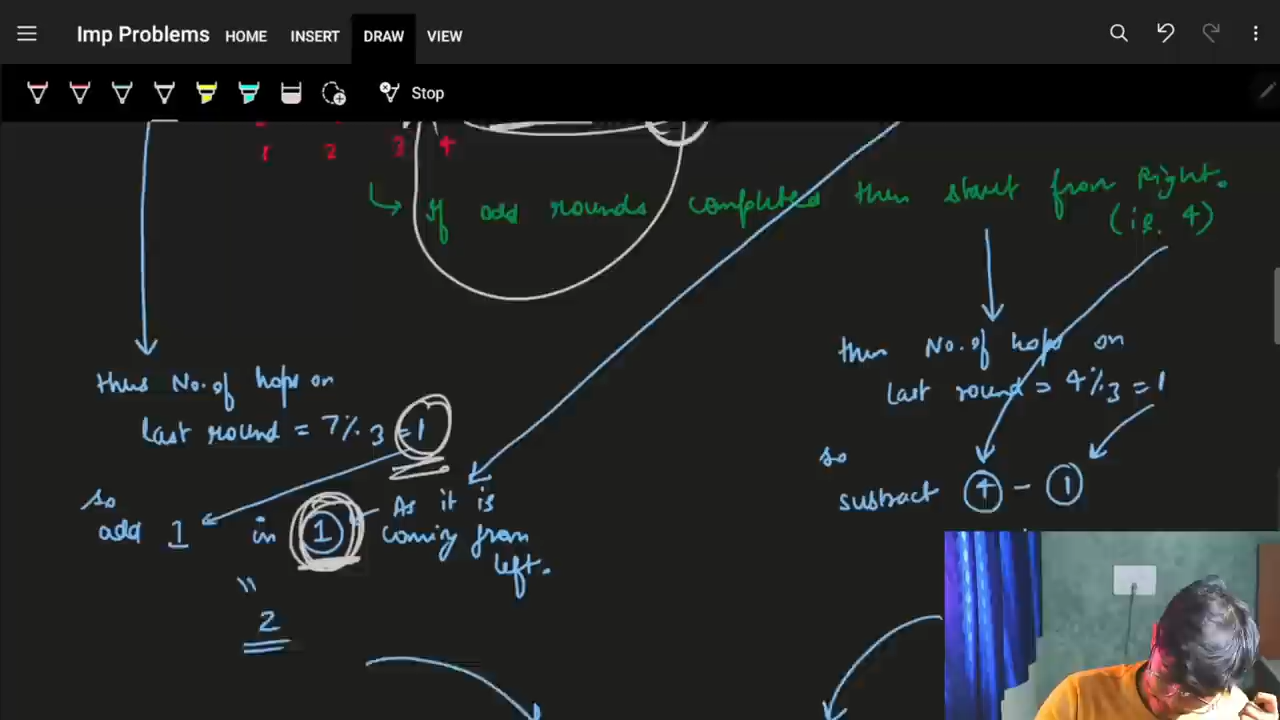 Imp Problems HOME INSERT DRAW VIEW
Stop
1 2 3 4
If odd rounds completed then start from Right.
(i.e. 4)
then No. of hops on
last round = 4%3 = 1
thus No. of hops on
last round = 7%3 = 1
so
substract 4 - 1
so
add 1 in 1 As it is
coming from
left.
"
2